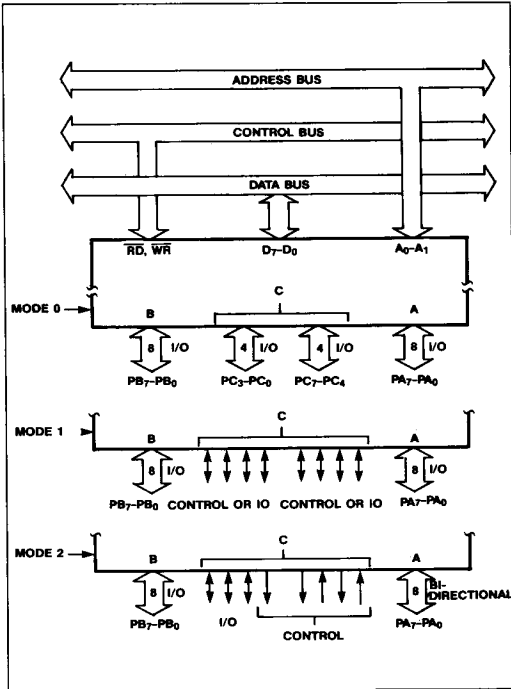 ADDRESS BUS
CONTROL BUS
DATA BUS
RD, WR D7-D0 A0-A1
C
MODE 0 B A
8 I/O 4 I/O 4 I/O 8 I/O
PB7-PB0 PC3-PC0 PC7-PC4 PA7-PA0
C
MODE 1 B A
8 I/O 8 I/O
PB7-PB0 CONTROL OR IO CONTROL OR IO PA7-PA0
C
MODE 2 B A
8 I/O 8 BI-
DIRECTIONAL
PB7-PB0 I/O PA7-PA0
CONTROL